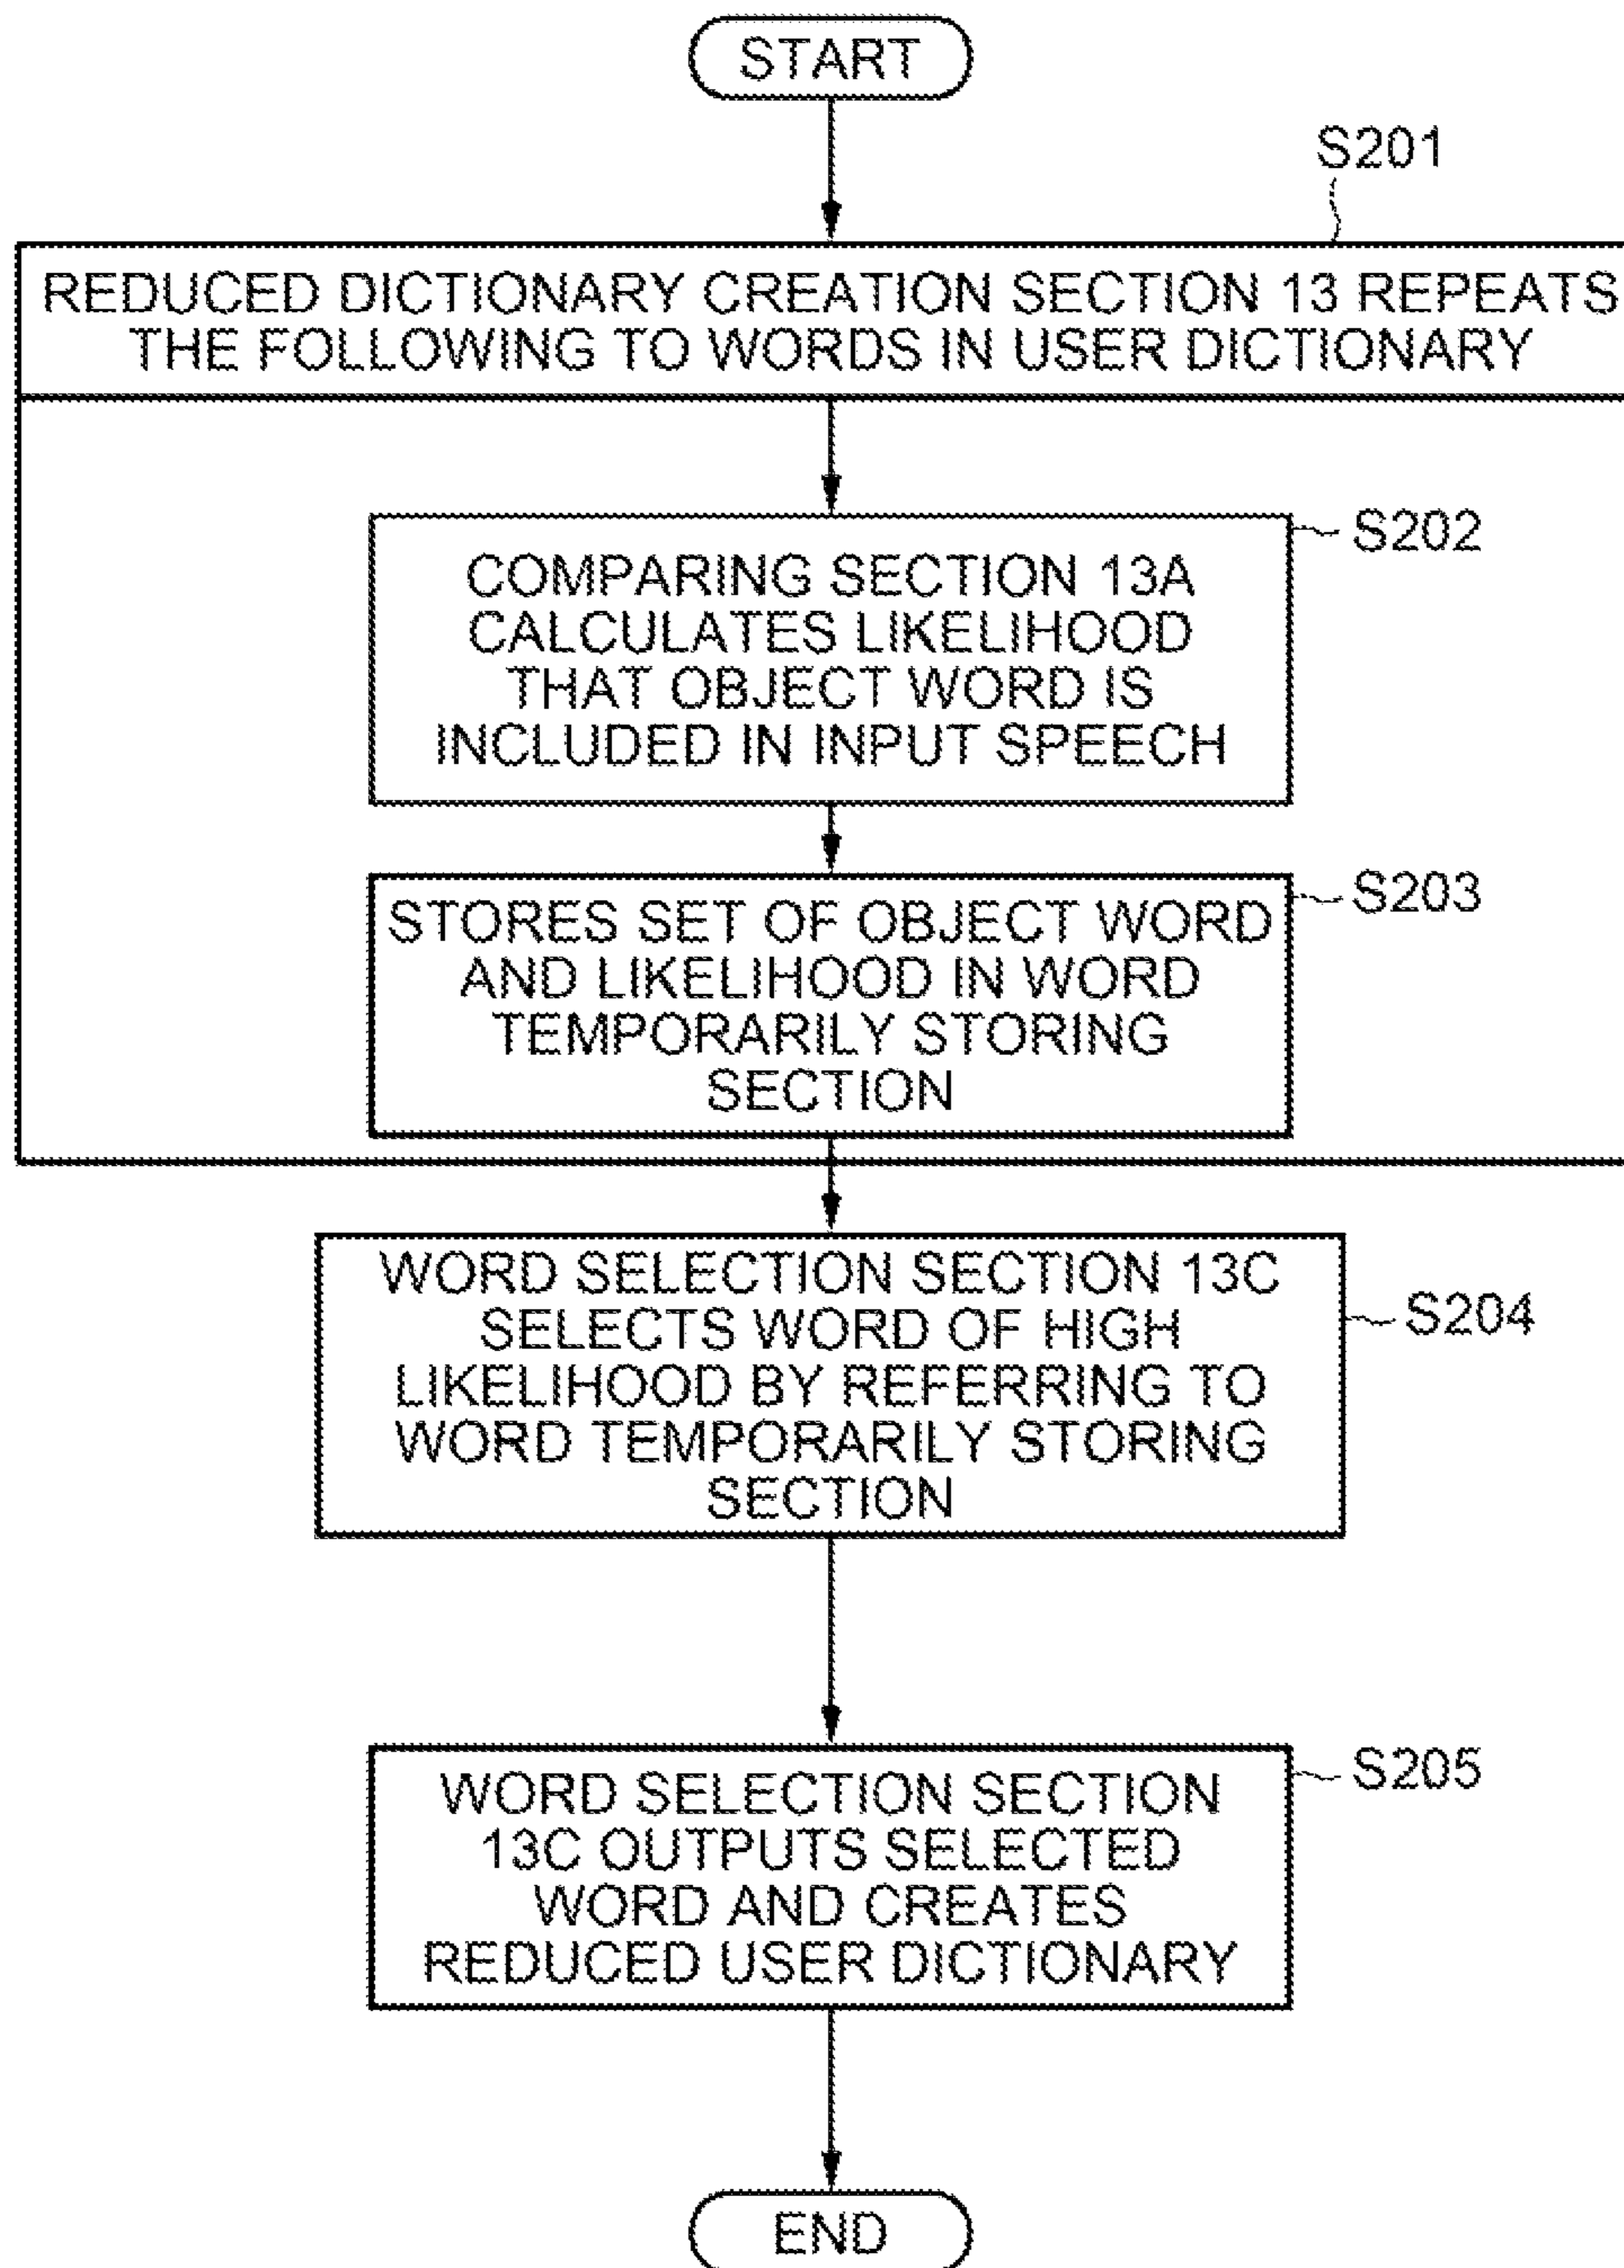 START
S201
REDUCED DICTIONARY CREATION SECTION 13 REPEATS
THE FOLLOWING TO WORDS IN USER DICTIONARY
S202
COMPARING SECTION 13A
CALCULATES LIKELIHOOD
THAT OBJECT WORD IS
INCLUDED IN INPUT SPEECH
S203
STORES SET OF OBJECT WORD
AND LIKELIHOOD IN WORD
TEMPORARILY STORING
SECTION
WORD SELECTION SECTION 13C
SELECTS WORD OF HIGH
S204
LIKELIHOOD BY REFERRING TO
WORD TEMPORARILY STORING
SECTION
S205
WORD SELECTION SECTION
13C OUTPUTS SELECTED
WORD AND CREATES
REDUCED USER DICTIONARY
END